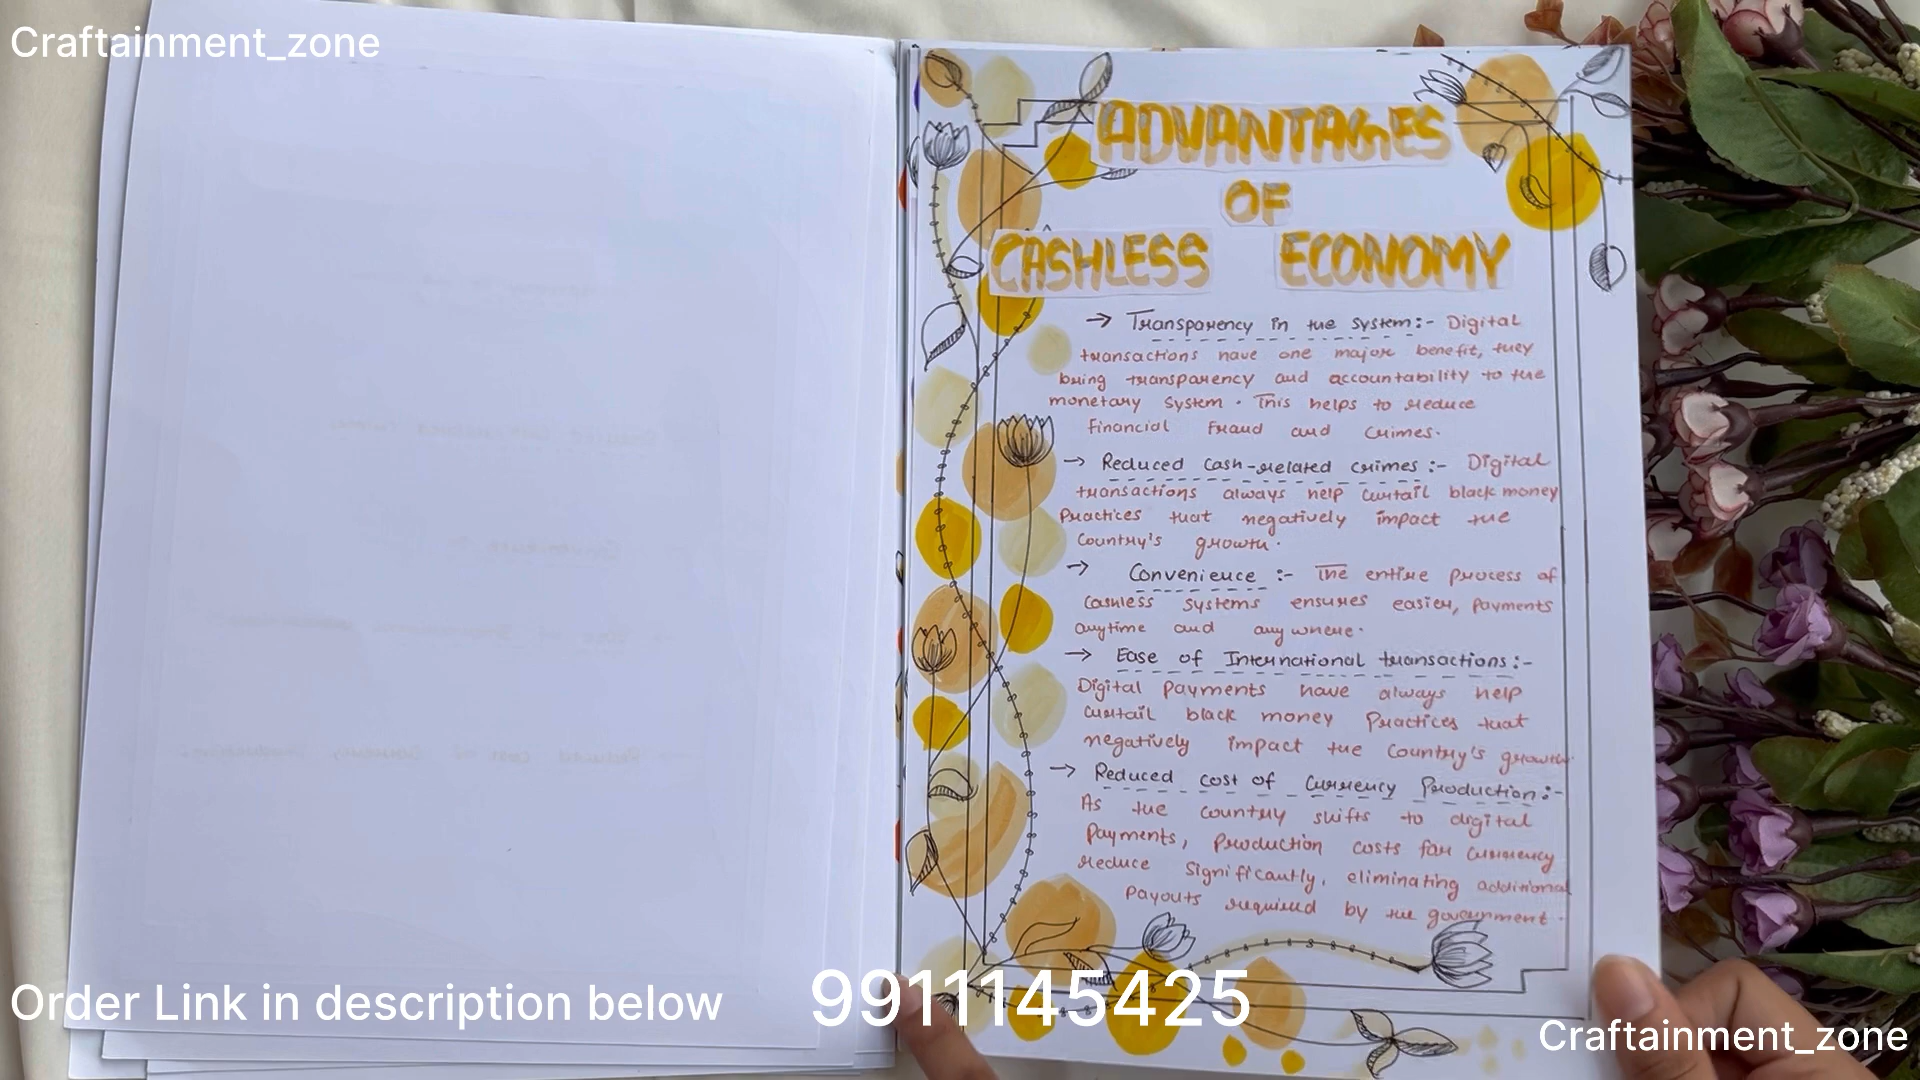 Craftainment_zone
ADVANTAGES
OF
CASHLESS ECONOMY
→ Transparency in the system:- Digital
transactions have one major benefit, they
bring transparency and accountability to the
monetary system. This helps to reduce
financial fraud and crimes.
→ Reduced cash-related crimes:- Digital
transactions always help curtail black money
practices that negatively impact the
country's growth.
→ Convenience :- The entire process of
cashless systems ensures easier, payments
anytime and anywhere.
→ Ease of International transactions:-
Digital payments have always help
curtail black money practices that
negatively impact the country's growth.
→ Reduced cost of currency Production:-
As the country shifts to digital
payments, production costs for currency
reduce significantly, eliminating additional
payouts required by the government.
Order Link in description below
9911145425
Craftainment_zone